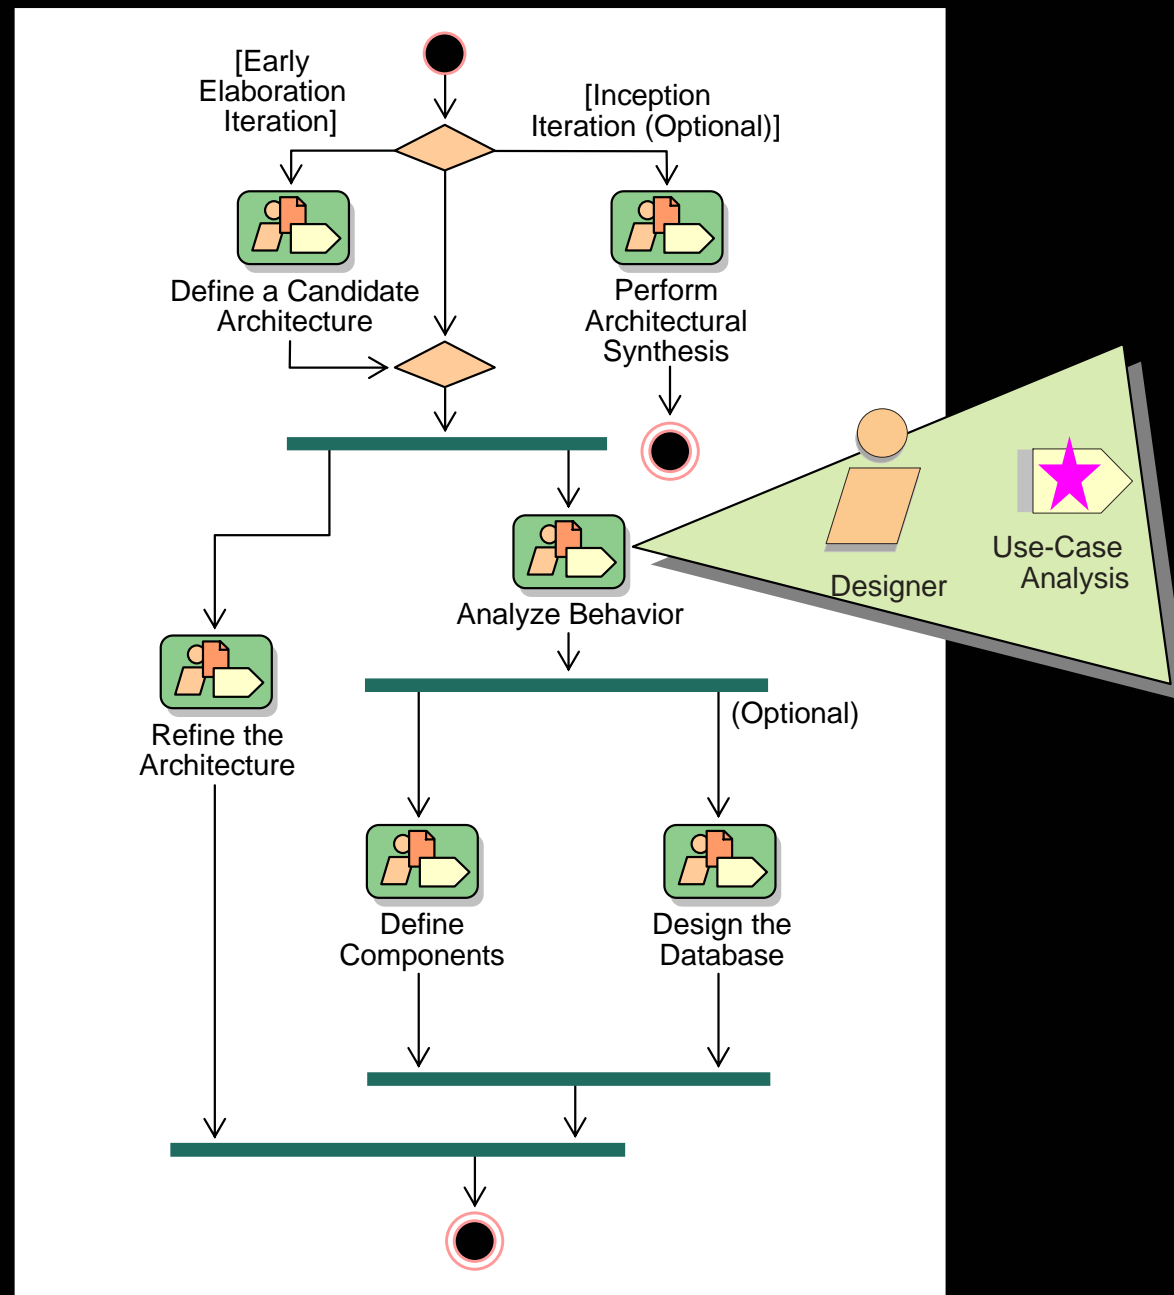 [Early
Elaboration
Iteration]
[Inception
Iteration (Optional)]
Define a Candidate
Architecture
Perform
Architectural
Synthesis
Designer
Use-Case
Analysis
Analyze Behavior
(Optional)
Refine the
Architecture
Define
Components
Design the
Database